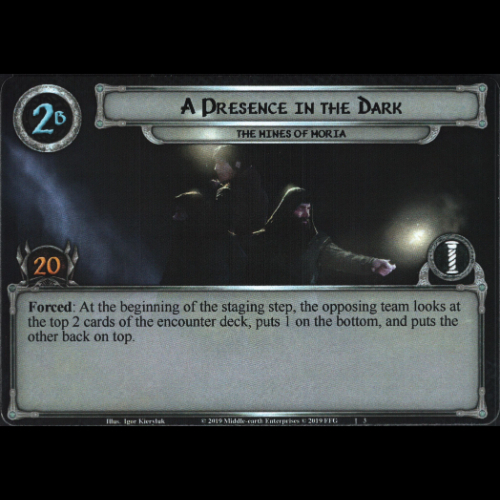 2B
A Presence in the Dark
The Mines of Moria
20
Forced: At the beginning of the staging step, the opposing team looks at
the top 2 cards of the encounter deck, puts 1 on the bottom, and puts the
other back on top.
Illus. Igor Kieryluk © 2019 Middle-earth Enterprises © 2019 FFG 1 - 3